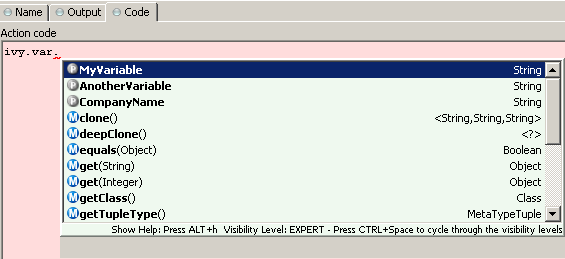 Name Output Code
Action code
ivy.var.
P MyVariable String
P AnotherVariable String
P CompanyName String
M clone() <String,String,String>
M deepClone() <?>
M equals(Object) Boolean
M get(String) Object
M get(Integer) Object
M getClass() Class
M getTupleType() MetaTypeTuple
Show Help: Press ALT+h Visibility Level: EXPERT - Press CTRL+Space to cycle through the visibility levels